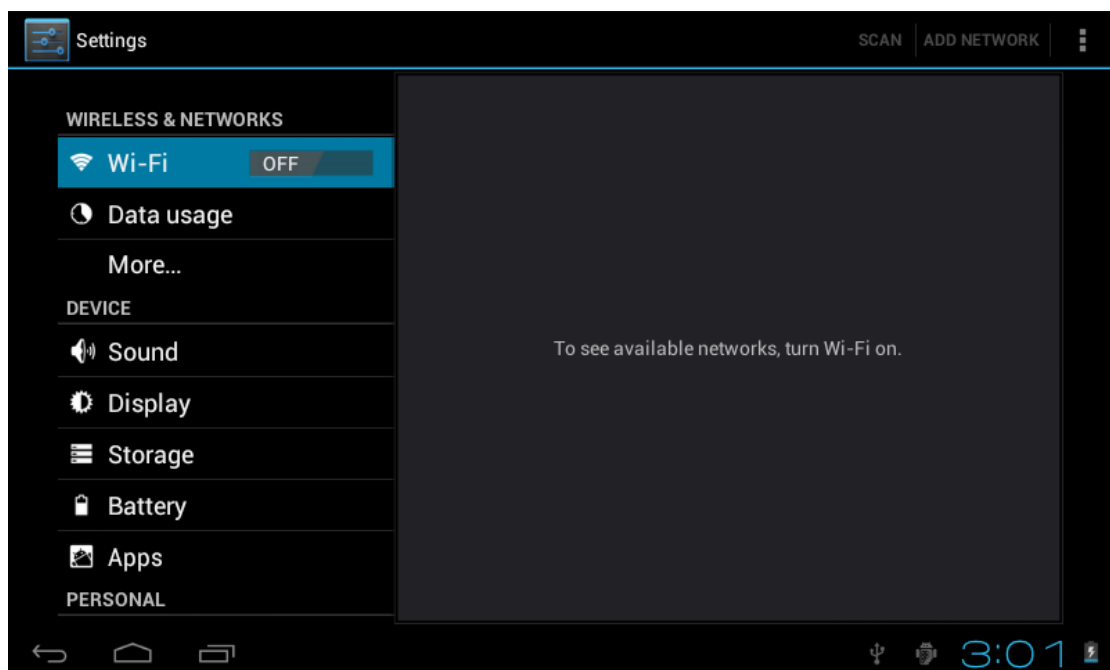 Settings
SCAN
ADD NETWORK
WIRELESS & NETWORKS
Wi-Fi
OFF
Data usage
More...
DEVICE
Sound
Display
Storage
Battery
Apps
PERSONAL
To see available networks, turn Wi-Fi on.
3:01